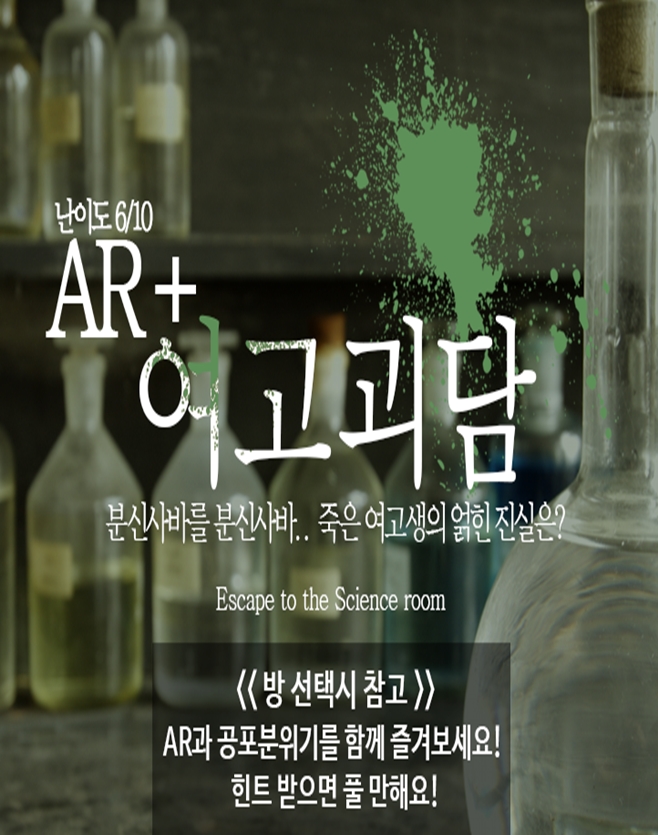 난이도 6/10
AR+
여고괴담
분신사바를 분신사바.. 죽은 여고생의 얽힌 진실은?
Escape to the Science room
《 방 선택시 참고 》
AR과 공포분위기를 함께 즐겨보세요!
힌트 받으면 풀 만해요!